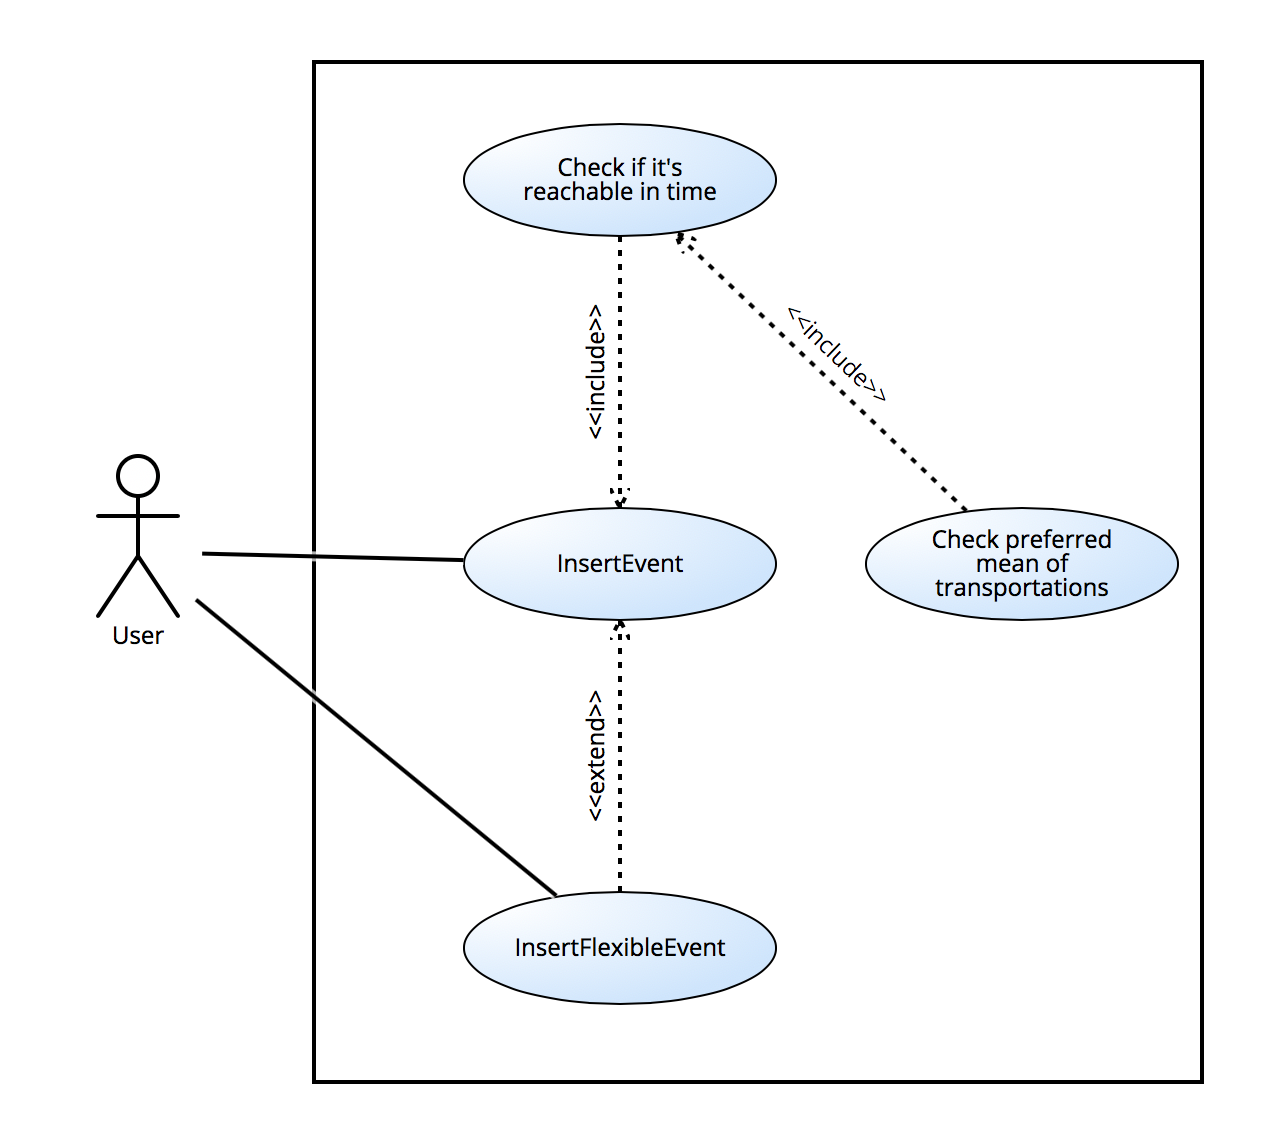 Check if it's
reachable in time
<<include>>
<<include>>
User
InsertEvent
Check preferred
mean of
transportations
<<extend>>
InsertFlexibleEvent